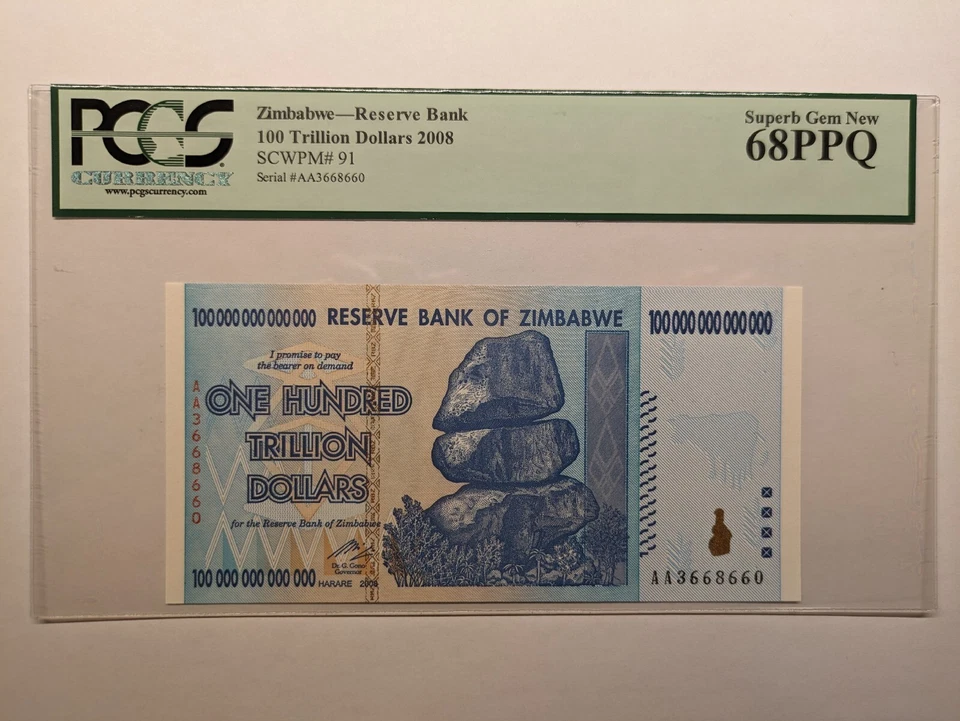 PCGS
CURRENCY
www.pcgscurrency.com
Zimbabwe—Reserve Bank
100 Trillion Dollars 2008
SCWPM# 91
Serial #AA3668660
Superb Gem New
68PPQ
100 000 000 000 000 RESERVE BANK OF ZIMBABWE 100 000 000 000 000
I promise to pay
the bearer on demand
ONE HUNDRED
TRILLION
DOLLARS
for the Reserve Bank of Zimbabwe
Dr. G. Gono
Governor
100 000 000 000 000 HARARE 2008
AA3668660
AA3668660